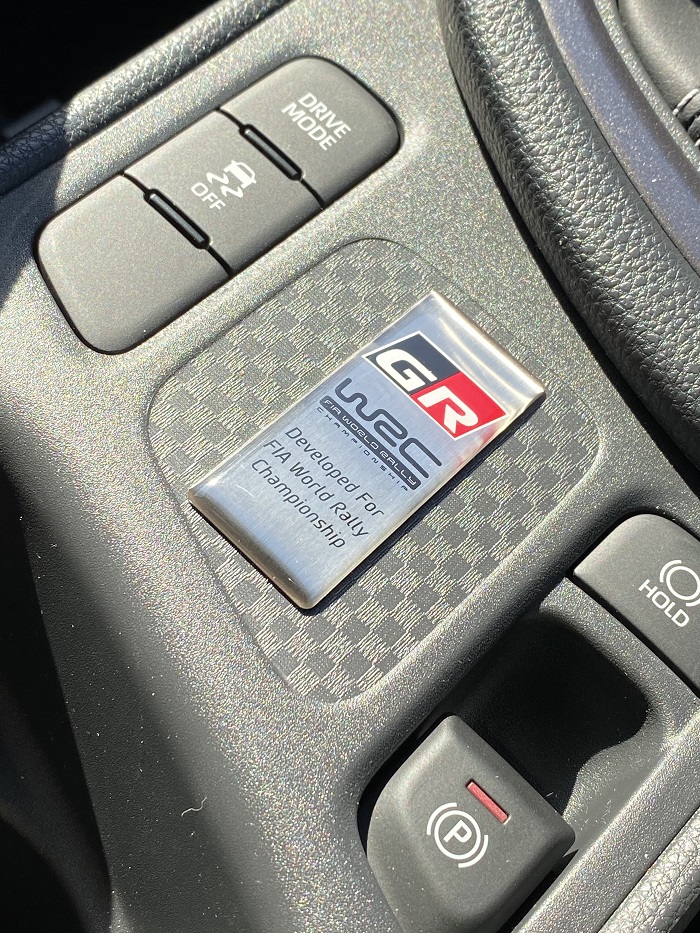 DRIVE
MODE
OFF
GR
WRC
FIA WORLD RALLY
CHAMPIONSHIP
Developed For
FIA World Rally
Championship
HOLD
P